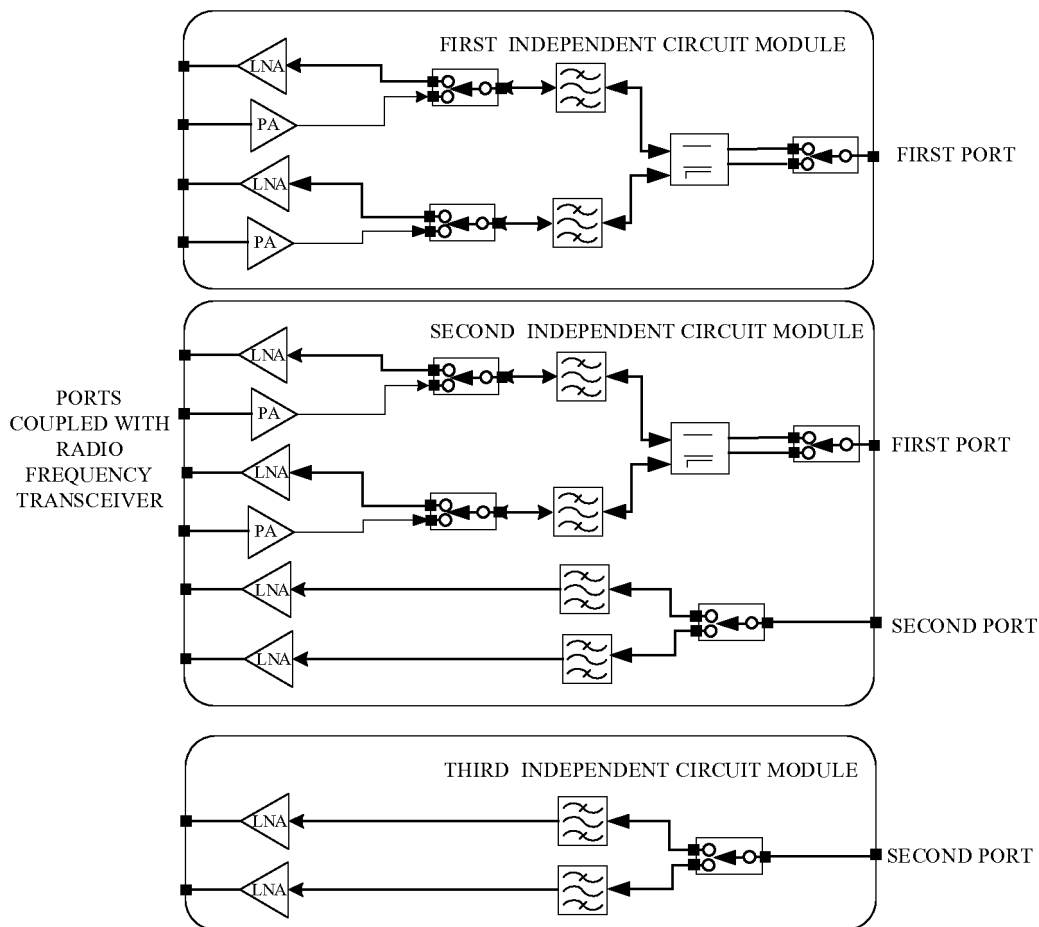 FIRST INDEPENDENT CIRCUIT MODULE
LNA
PA
LNA
PA
FIRST PORT
SECOND INDEPENDENT CIRCUIT MODULE
LNA
PA
LNA
PA
LNA
LNA
PORTS
COUPLED WITH
RADIO
FREQUENCY
TRANSCEIVER
FIRST PORT
SECOND PORT
THIRD INDEPENDENT CIRCUIT MODULE
LNA
LNA
SECOND PORT